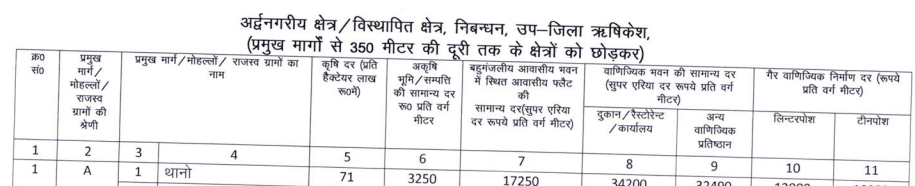 अर्द्वनगरीय क्षेत्र/विस्थापित क्षेत्र, निबन्धन, उप–जिला ऋषिकेश,
(प्रमुख मार्गों से 350 मीटर की दूरी तक के क्षेत्रों को छोड़कर)
क्र0 सं0
प्रमुख मार्ग/ मोहल्लों/ राजस्व ग्रामों की श्रेणी
प्रमुख मार्ग/मोहल्लों/ राजस्व ग्रामों का नाम
कृषि दर (प्रति हैक्टेयर लाख रू0में)
अकृषि भूमि/सम्पत्ति की सामान्य दर रू0 प्रति वर्ग मीटर
बहुमंजलीय आवासीय भवन में स्थित आवासीय फ्लैट की सामान्य दर(सुपर एरिया दर रूपये प्रति वर्ग मीटर)
वाणिज्यिक भवन की सामान्य दर (सुपर एरिया दर रूपये प्रति वर्ग मीटर)
दुकान/रैस्टोरेन्ट /कार्यालय
अन्य वाणिज्यिक प्रतिष्ठान
गैर वाणिज्यिक निर्माण दर (रूपये प्रति वर्ग मीटर)
लिन्टरपोश
टीनपोश
1 2 3 4 5 6 7 8 9 10 11
1 A 1 थानो 71 3250 17250 34200 32400